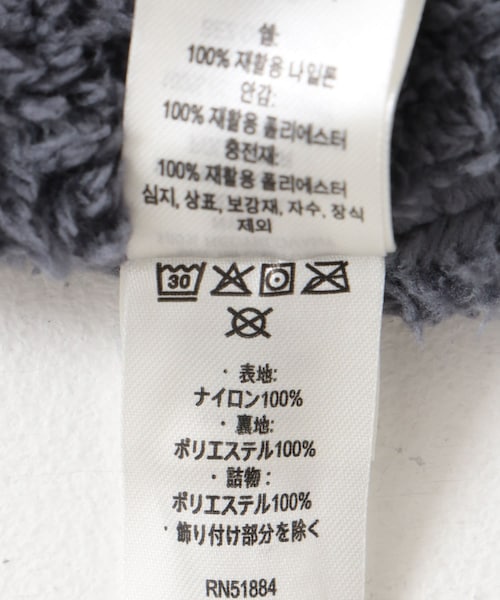 쉘:
100% 재활용 나일론
안감:
100% 재활용 폴리에스터
충전재:
100% 재활용 폴리에스터
심지, 상표, 보강재, 자수, 장식
제외
30
・表地:
ナイロン100%
・裏地:
ポリエステル100%
・詰物:
ポリエステル100%
・飾り付け部分を除く
RN51884